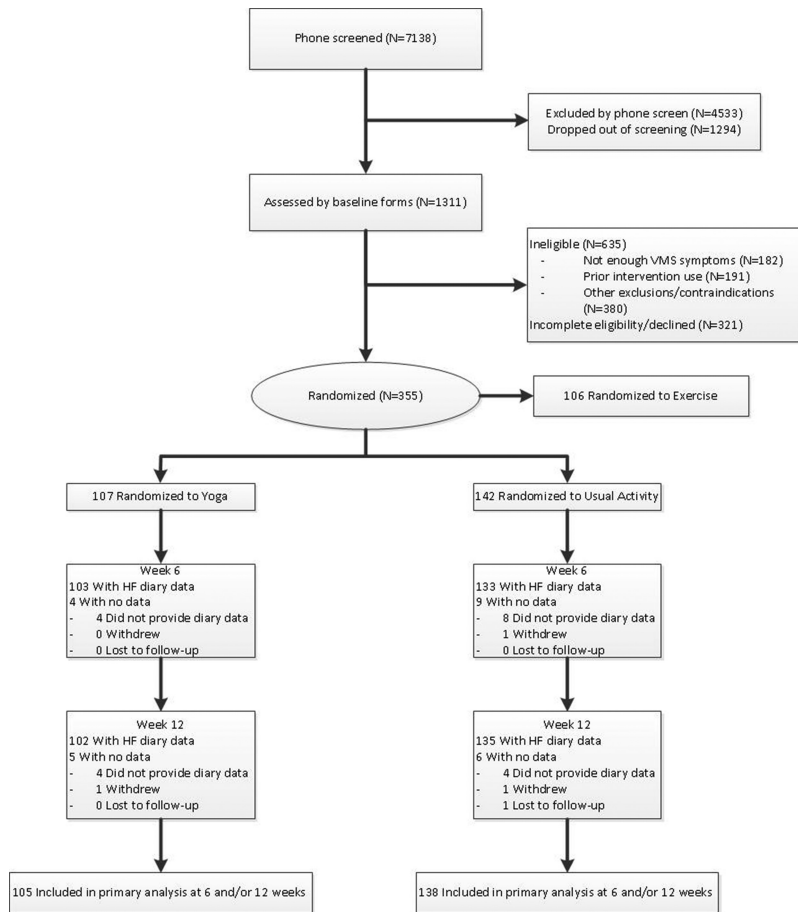 Phone screened (N=7138)
Excluded by phone screen (N=4533)
Dropped out of screening (N=1294)
Assessed by baseline forms (N=1311)
Ineligible (N=635)
- Not enough VMS symptoms (N=182)
- Prior intervention use (N=191)
- Other exclusions/contraindications
(N=380)
Incomplete eligibility/declined (N=321)
Randomized (N=355)
106 Randomized to Exercise
107 Randomized to Yoga
142 Randomized to Usual Activity
Week 6
103 With HF diary data
4 With no data
- 4 Did not provide diary data
- 0 Withdrew
- 0 Lost to follow-up
Week 6
133 With HF diary data
9 With no data
- 8 Did not provide diary data
- 1 Withdrew
- 0 Lost to follow-up
Week 12
102 With HF diary data
5 With no data
- 4 Did not provide diary data
- 1 Withdrew
- 0 Lost to follow-up
Week 12
135 With HF diary data
6 With no data
- 4 Did not provide diary data
- 1 Withdrew
- 1 Lost to follow-up
105 Included in primary analysis at 6 and/or 12 weeks
138 Included in primary analysis at 6 and/or 12 weeks